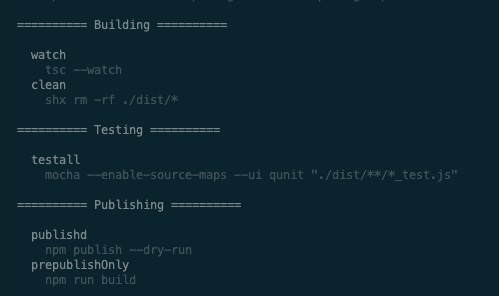 ========== Building ==========
watch
tsc --watch
clean
shx rm -rf ./dist/*
========== Testing ==========
testall
mocha --enable-source-maps --ui qunit "./dist/**/*_test.js"
========== Publishing ==========
publishd
npm publish --dry-run
prepublishOnly
npm run build